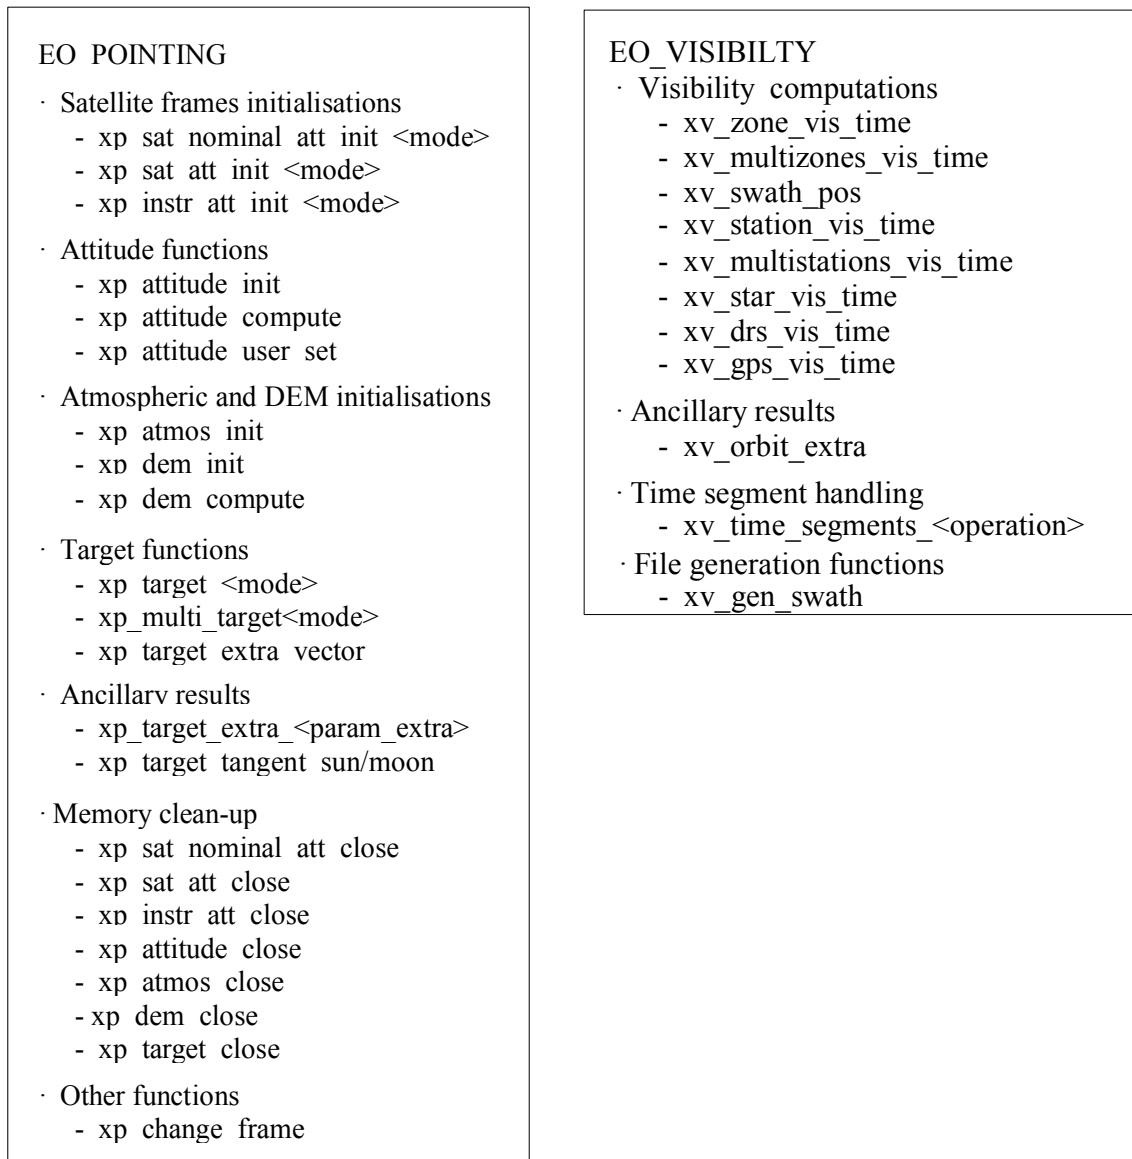 EO POINTING
· Satellite frames initialisations
- xp sat nominal att init <mode>
- xp sat att init <mode>
- xp instr att init <mode>
· Attitude functions
- xp attitude init
- xp attitude compute
- xp attitude user set
· Atmospheric and DEM initialisations
- xp atmos init
- xp dem init
- xp dem compute
· Target functions
- xp target <mode>
- xp_multi_target<mode>
- xp target extra vector
· Ancillary results
- xp_target_extra_<param_extra>
- xp target tangent sun/moon
· Memory clean-up
- xp sat nominal att close
- xp sat att close
- xp instr att close
- xp attitude close
- xp atmos close
- xp dem close
- xp target close
· Other functions
- xp change frame
EO_VISIBILTY
· Visibility computations
- xv_zone_vis_time
- xv_multizones_vis_time
- xv_swath_pos
- xv_station_vis_time
- xv_multistations_vis_time
- xv_star_vis_time
- xv_drs_vis_time
- xv_gps_vis_time
· Ancillary results
- xv_orbit_extra
· Time segment handling
- xv_time_segments_<operation>
· File generation functions
- xv_gen_swath